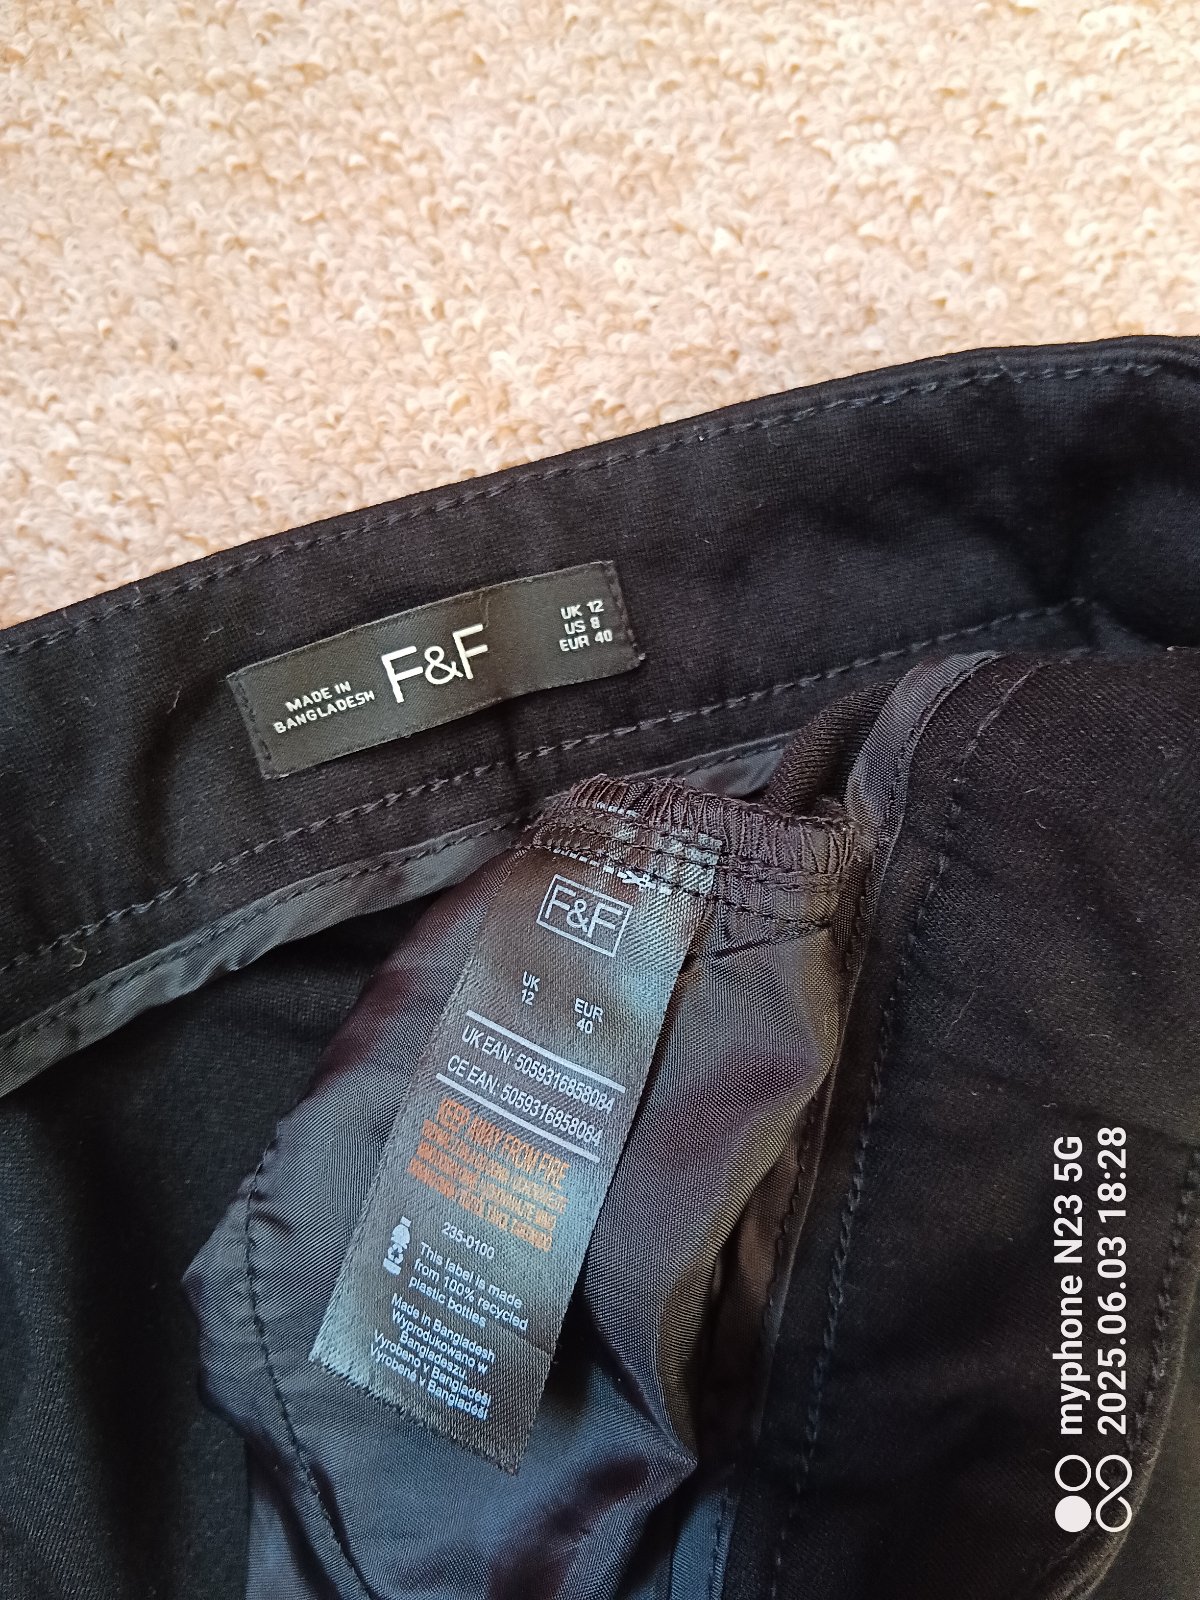 MADE IN
BANGLADESH
F&F
UK 12
US 8
EUR 40
F&F
UK
12
EUR
40
UK EAN: 5059316858084
CE EAN: 5059316858084
KEEP AWAY FROM FIRE
235-0100
This label is made
from 100% recycled
plastic bottles
Made in Bangladesh
Wyprodukowano w
Bangladeszu.
Vyrobeno v Bangladéši
Vyrobené v Bangladéši
myphone N23 5G
2025.06.03 18:28